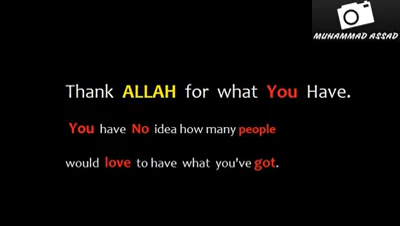 MUHAMMAD ASSAD
Thank ALLAH for what You Have.
You have No idea how many people
would love to have what you've got.